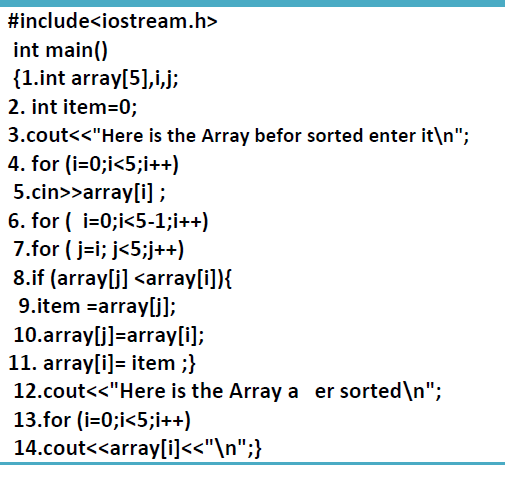 #include<iostream.h>
int main()
{1.int array[5],i,j;
2. int item=0;
3.cout<<"Here is the Array befor sorted enter it\n";
4. for (i=0;i<5;i++)
5.cin>>array[i] ;
6. for (  i=0;i<5-1;i++)
7.for ( j=i; j<5;j++)
8.if (array[j] <array[i]){
9.item =array[j];
10.array[j]=array[i];
11. array[i]= item ;}
12.cout<<"Here is the Array a   er sorted\n";
13.for (i=0;i<5;i++)
14.cout<<array[i]<<"\n";}